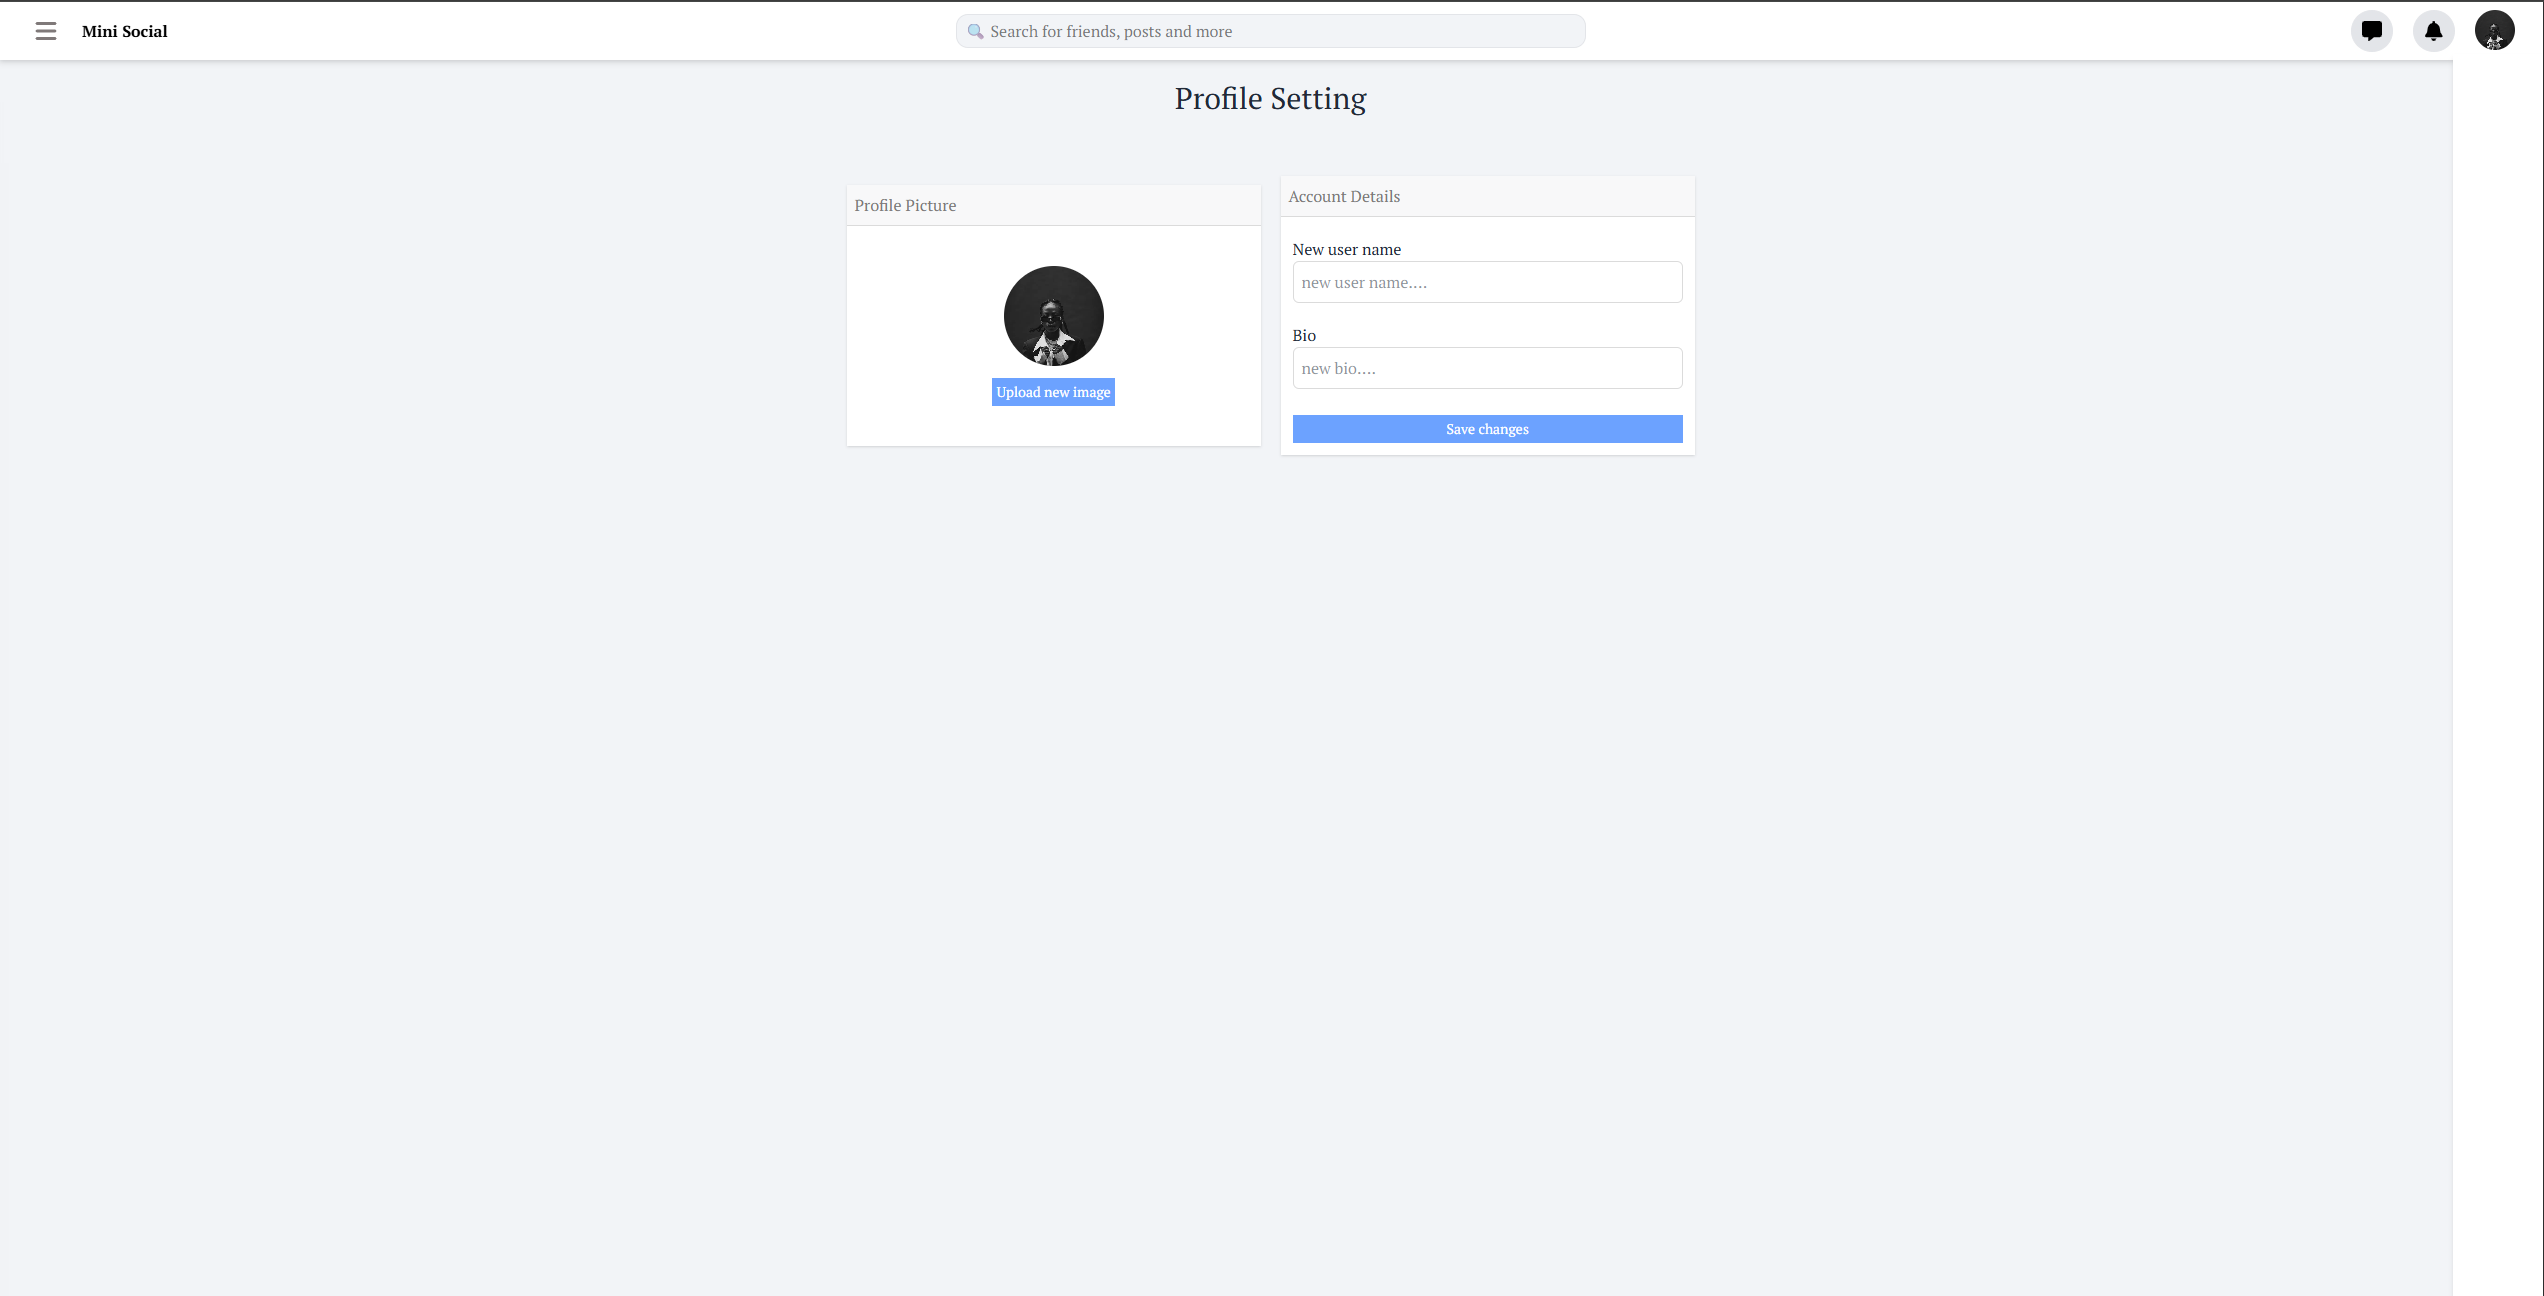 Mini Social
Search for friends, posts and more
Profile Setting
Profile Picture
Upload new image
Account Details
New user name
new user name....
Bio
new bio....
Save changes